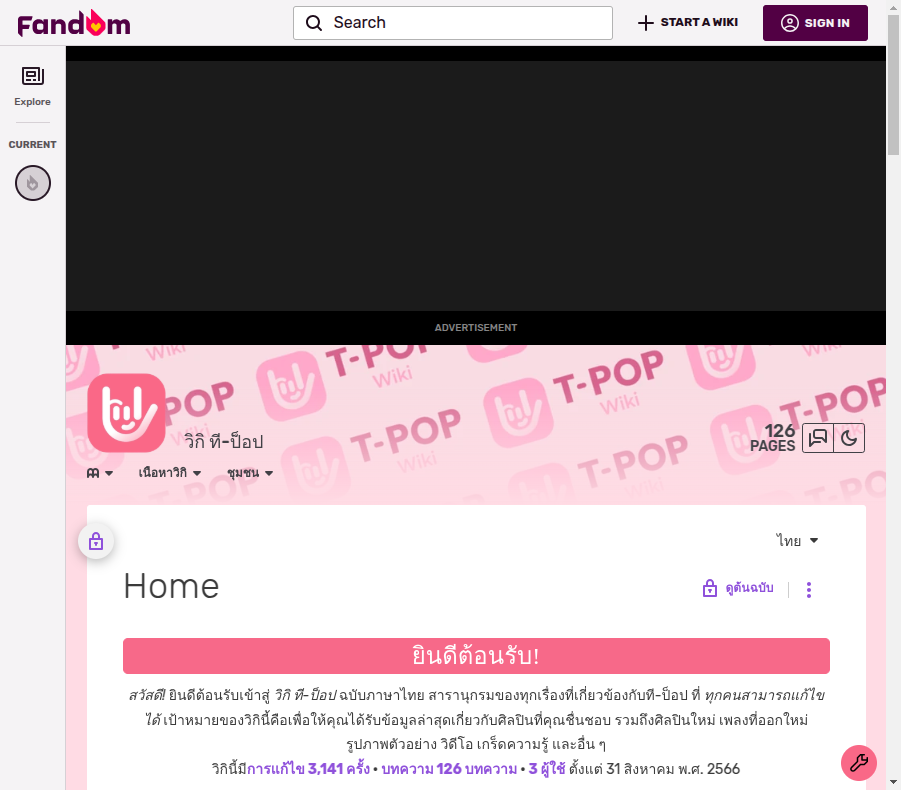 Fandom
Search
START A WIKI
SIGN IN
Explore
CURRENT
ADVERTISEMENT
T-POP
Wiki
T-POP
Wiki
T-POP
Wiki
T-POP
Wiki
T-POP
Wiki
วิกิ ที-ป็อป
126
PAGES
เนื้อหาวิกิ
ชุมชน
ไทย
Home
ดูต้นฉบับ
ยินดีต้อนรับ!
สวัสดี! ยินดีต้อนรับเข้าสู่ วิกิ ที-ป็อป ฉบับภาษาไทย สารานุกรมของทุกเรื่องที่เกี่ยวข้องกับที-ป็อป ที่ ทุกคนสามารถแก้ไข
ได้ เป้าหมายของวิกินี้คือเพื่อให้คุณได้รับข้อมูลล่าสุดเกี่ยวกับศิลปินที่คุณชื่นชอบ รวมถึงศิลปินใหม่ เพลงที่ออกใหม่
รูปภาพตัวอย่าง วิดีโอ เกร็ดความรู้ และอื่น ๆ
วิกินี้มีการแก้ไข 3,141 ครั้ง • บทความ 126 บทความ • 3 ผู้ใช้ ตั้งแต่ 31 สิงหาคม พ.ศ. 2566